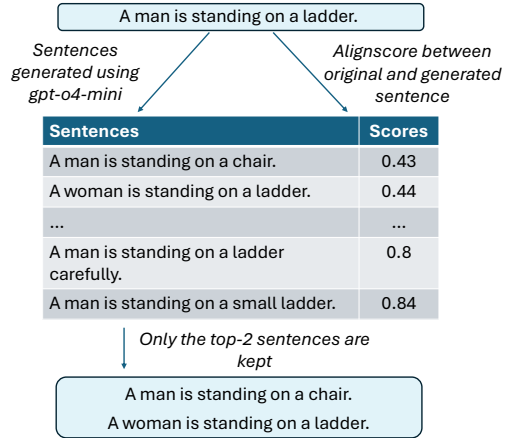 A man is standing on a ladder.
Sentences
generated using
gpt-o4-mini
Alignscore between
original and generated
sentence
Sentences Scores
A man is standing on a chair. 0.43
A woman is standing on a ladder. 0.44
... ...
A man is standing on a ladder
carefully. 0.8
A man is standing on a small ladder. 0.84
Only the top-2 sentences are
kept
A man is standing on a chair.
A woman is standing on a ladder.